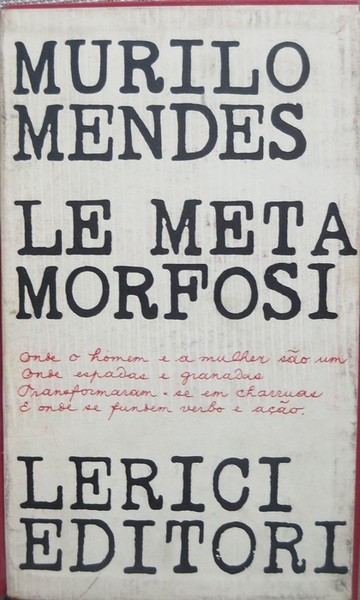 MURILO
MENDES
LE META
MORFOSI
Onde o homem e a mulher são um
Onde espadas e granadas
Transformaram-se em charruas
E onde se fundem verbo e ação.
LERICI
EDITORI